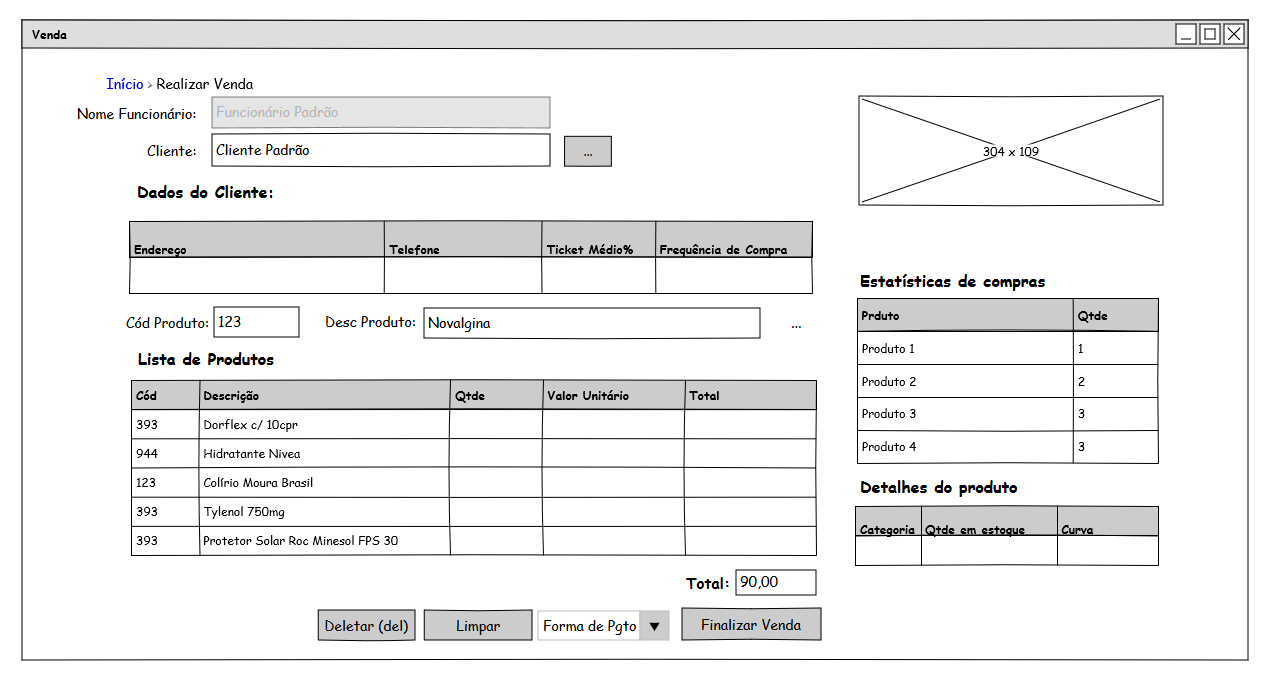 Venda
Início > Realizar Venda
Nome Funcionário: Funcionário Padrão
Cliente: Cliente Padrão ...
304 x 109
Dados do Cliente:
Endereço Telefone Ticket Médio% Frequência de Compra
Cód Produto: 123 Desc Produto: Novalgina ...
Lista de Produtos
Cód Descrição Qtde Valor Unitário Total
393 Dorflex c/ 10cpr
944 Hidratante Nivea
123 Colírio Moura Brasil
393 Tylenol 750mg
393 Protetor Solar Roc Minesol FPS 30
Total: 90,00
Deletar (del) Limpar Forma de Pgto ▼ Finalizar Venda
Estatísticas de compras
Prduto Qtde
Produto 1 1
Produto 2 2
Produto 3 3
Produto 4 3
Detalhes do produto
Categoria Qtde em estoque Curva